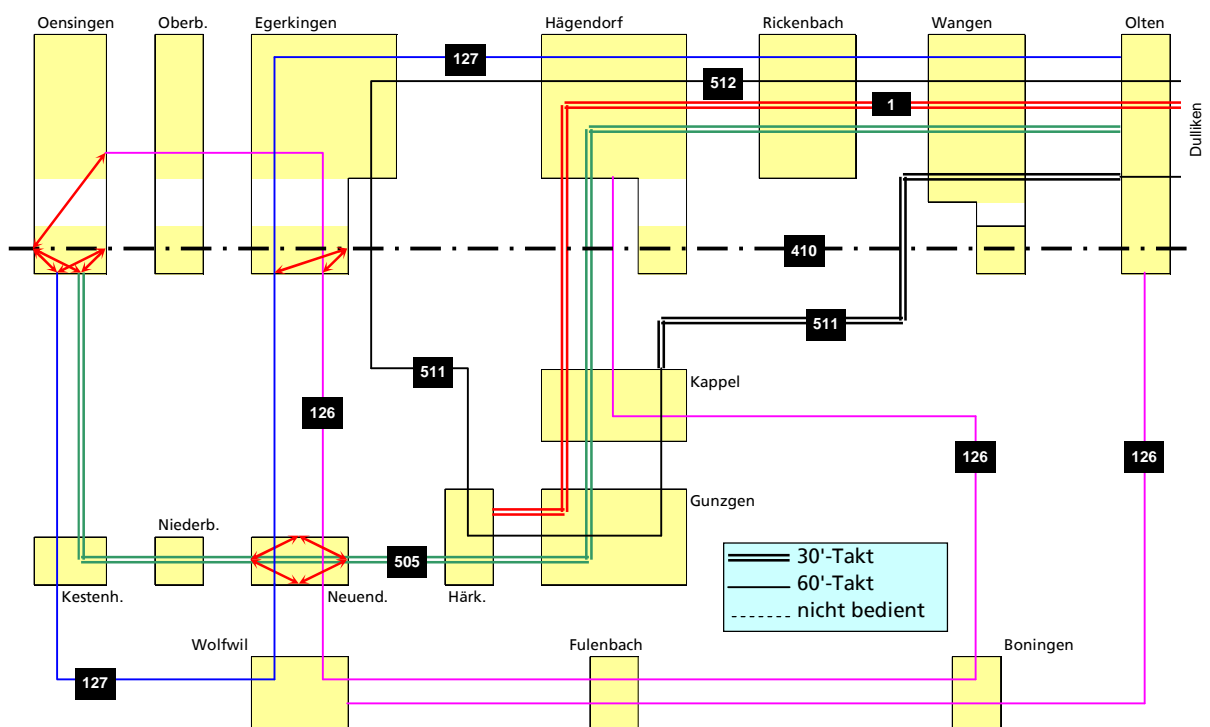 Oensingen Oberb. Egerkingen Hägendorf Rickenbach Wangen Olten
127
512
1
Dulliken
410
511
511
Kappel
126
126
126
Gunzgen
Niederb.
505
30'-Takt
60'-Takt
nicht bedient
Kestenh. Neuend. Härk.
Wolfwil Fulenbach Boningen
127